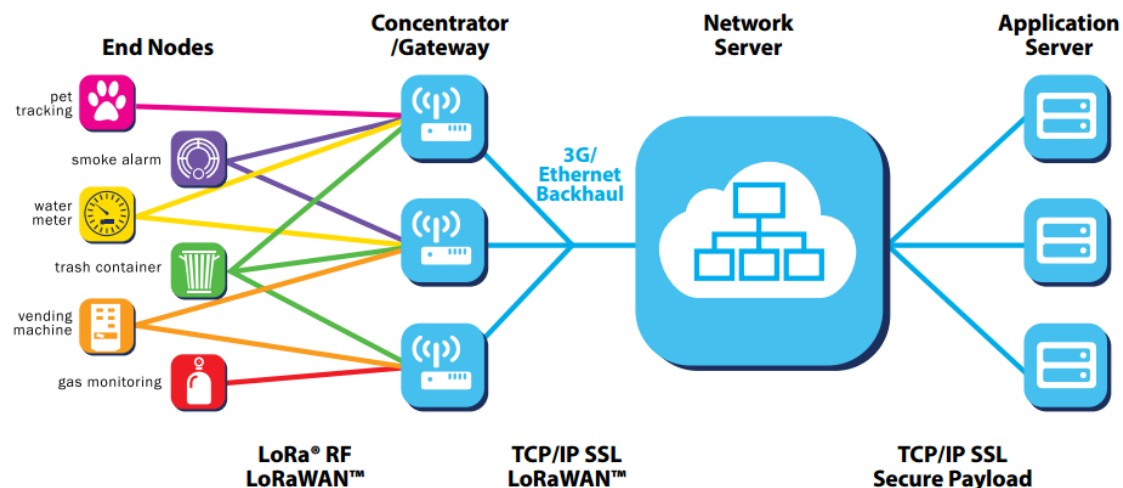 End Nodes
Concentrator
/Gateway
Network
Server
Application
Server
pet
tracking
smoke alarm
water
meter
trash container
vending
machine
gas monitoring
3G/
Ethernet
Backhaul
LoRa® RF
LoRaWAN™
TCP/IP SSL
LoRaWAN™
TCP/IP SSL
Secure Payload